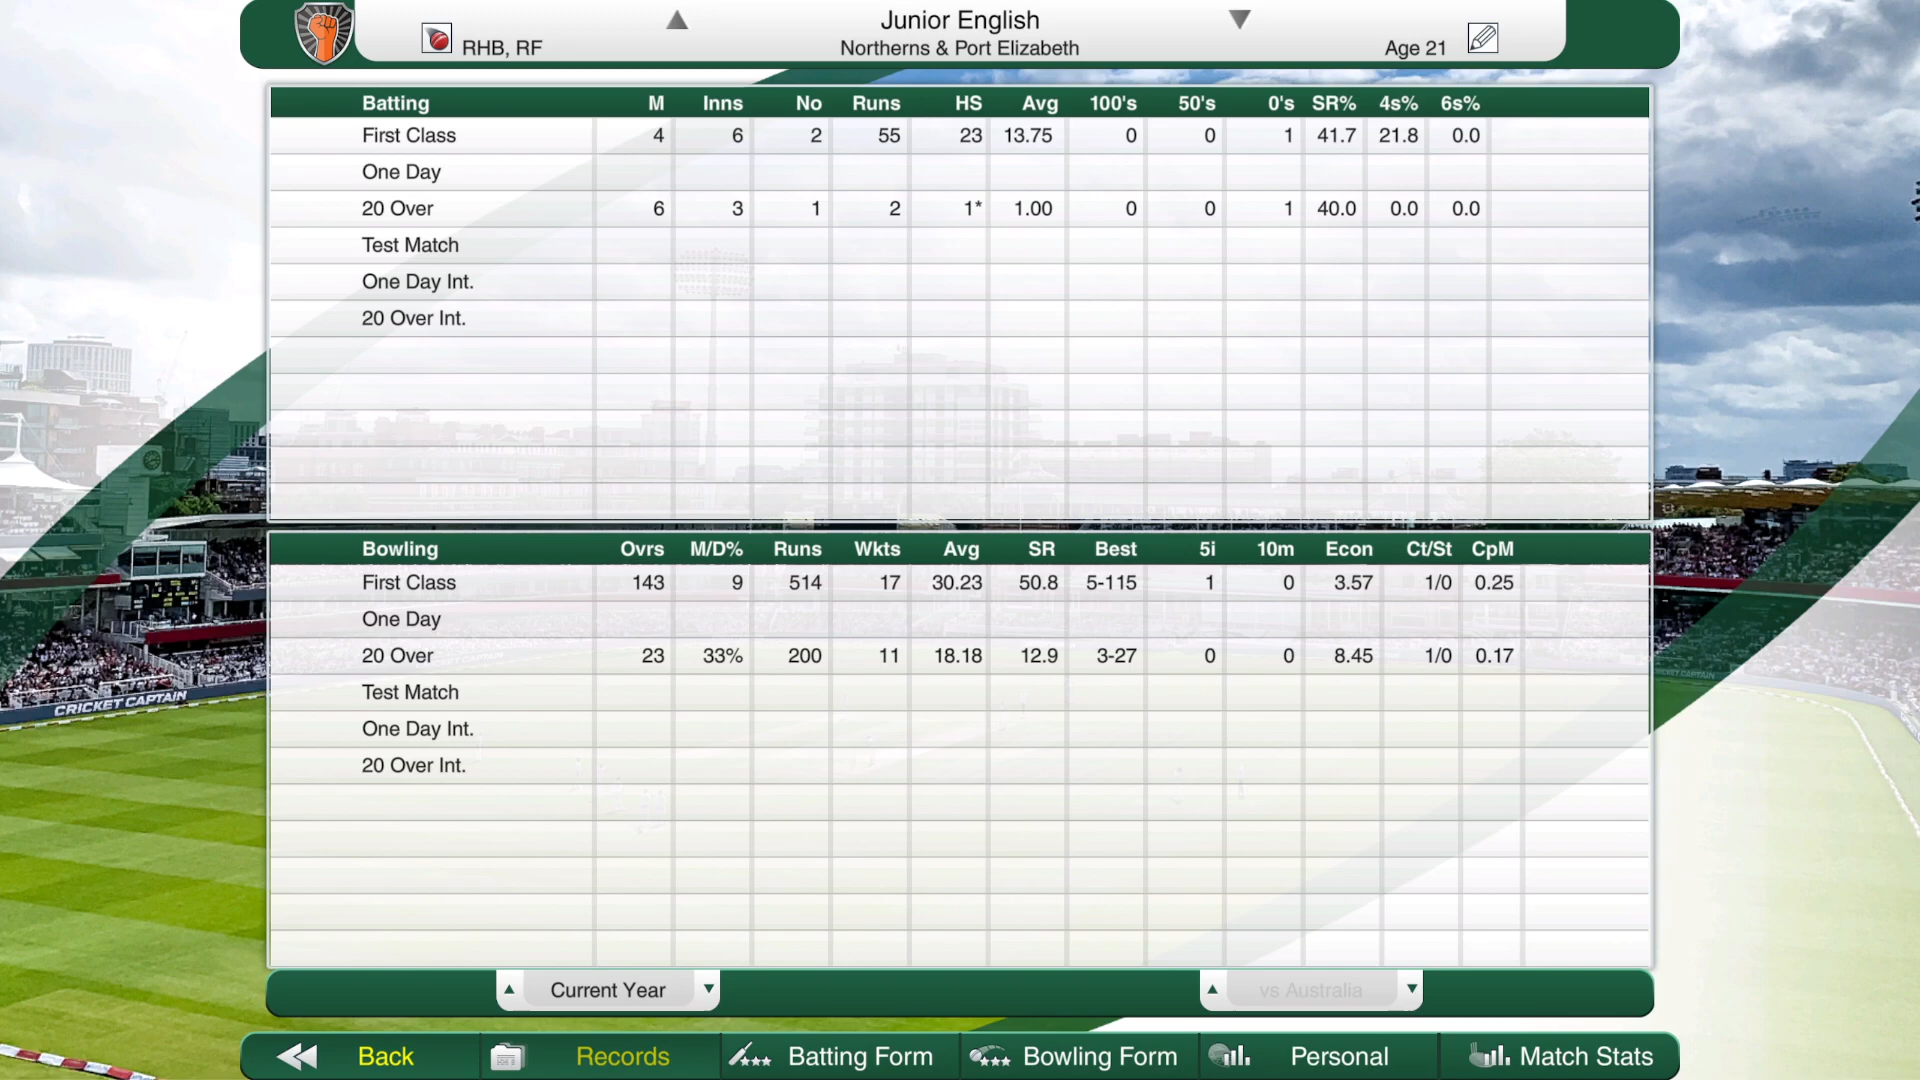 Junior English
RHB, RF
Northerns & Port Elizabeth
Age 21
Batting M Inns No Runs HS Avg 100's 50's 0's SR% 4s% 6s%
First Class 4 6 2 55 23 13.75 0 0 1 41.7 21.8 0.0
One Day
20 Over 6 3 1 2 1* 1.00 0 0 1 40.0 0.0 0.0
Test Match
One Day Int.
20 Over Int.
Bowling Ovrs M/D% Runs Wkts Avg SR Best 5i 10m Econ Ct/St CpM
First Class 143 9 514 17 30.23 50.8 5-115 1 0 3.57 1/0 0.25
One Day
20 Over 23 33% 200 11 18.18 12.9 3-27 0 0 8.45 1/0 0.17
Test Match
One Day Int.
20 Over Int.
CRICKET CAPTAIN
Current Year
vs Australia
Back
Records
Batting Form
Bowling Form
Personal
Match Stats